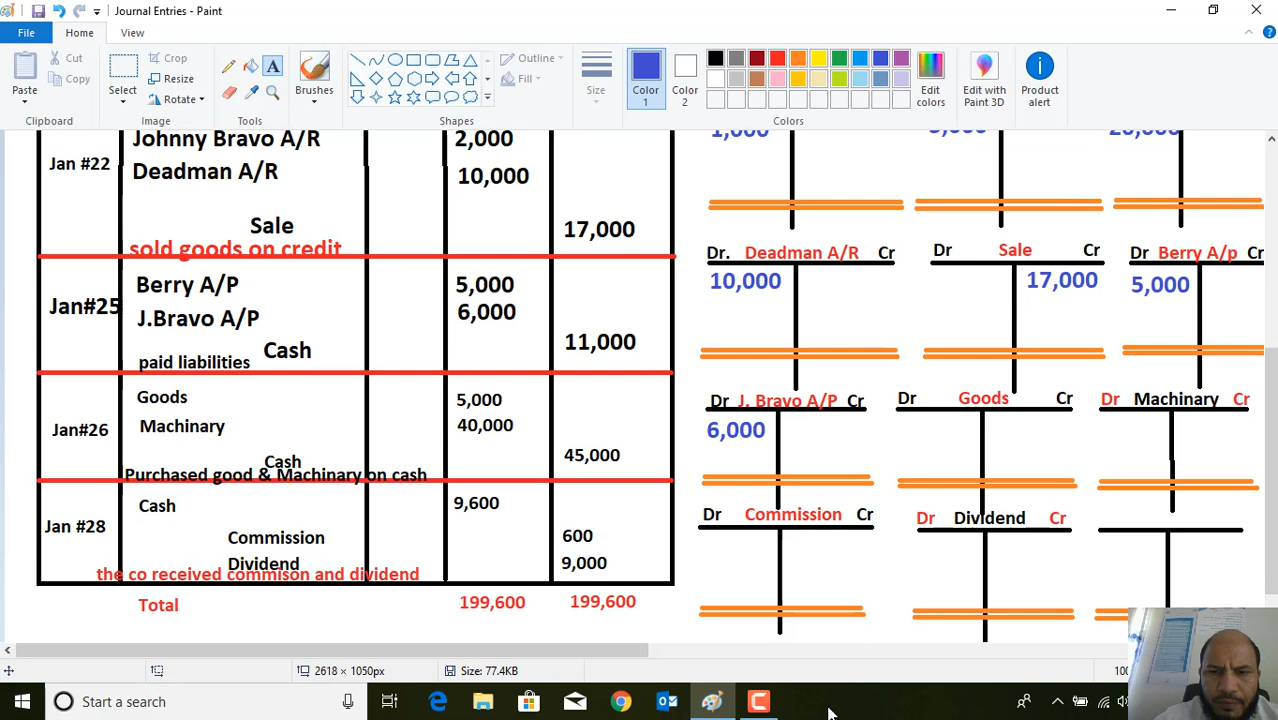 Journal Entries - Paint
File
Home
View
Paste
Cut
Copy
Clipboard
Select
Crop
Resize
Rotate
Image
Tools
Brushes
Shapes
Outline
Fill
Size
Color 1
Color 2
Colors
Edit colors
Edit with Paint 3D
Product alert
Jan #22
Johnny Bravo A/R 2,000
Deadman A/R 10,000
Sale 17,000
sold goods on credit
Jan#25
Berry A/P 5,000
J.Bravo A/P 6,000
Cash 11,000
paid liabilities
Jan#26
Goods 5,000
Machinary 40,000
Cash 45,000
Purchased good & Machinary on cash
Jan #28
Cash 9,600
Commission 600
Dividend 9,000
the co received commison and dividend
Total 199,600 199,600
1,000
Dr. Deadman A/R Cr
10,000
Dr Sale Cr
17,000
Dr Berry A/p Cr
5,000
Dr J. Bravo A/P Cr
6,000
Dr Goods Cr
Dr Machinary Cr
Dr Commission Cr
Dr Dividend Cr
2618 × 1050px
Size: 77.4KB
Start a search